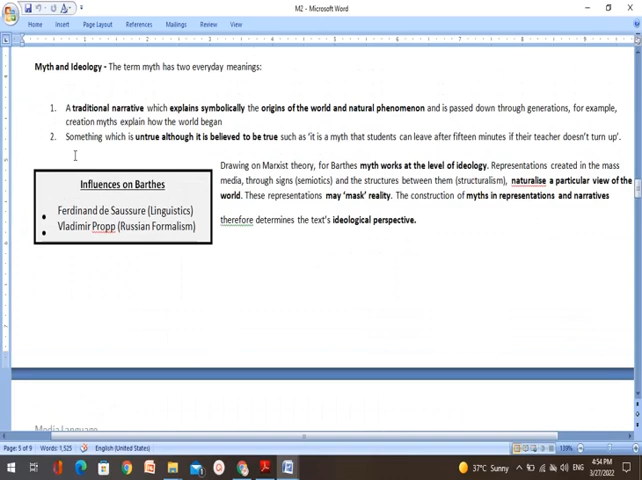 M2 - Microsoft Word
Home Insert Page Layout References Mailings Review View
Myth and Ideology - The term myth has two everyday meanings:
1. A traditional narrative which explains symbolically the origins of the world and natural phenomenon and is passed down through generations, for example,
creation myths explain how the world began
2. Something which is untrue although it is believed to be true such as 'it is a myth that students can leave after fifteen minutes if their teacher doesn't turn up'.
Influences on Barthes
• Ferdinand de Saussure (Linguistics)
• Vladimir Propp (Russian Formalism)
Drawing on Marxist theory, for Barthes myth works at the level of ideology. Representations created in the mass
media, through signs (semiotics) and the structures between them (structuralism), naturalise a particular view of the
world. These representations may 'mask' reality. The construction of myths in representations and narratives
therefore determines the text's ideological perspective.
Media Language
Page: 5 of 9 Words: 1,525 English (United States) 139%
37°C Sunny ENG 4:54 PM
3/27/2022